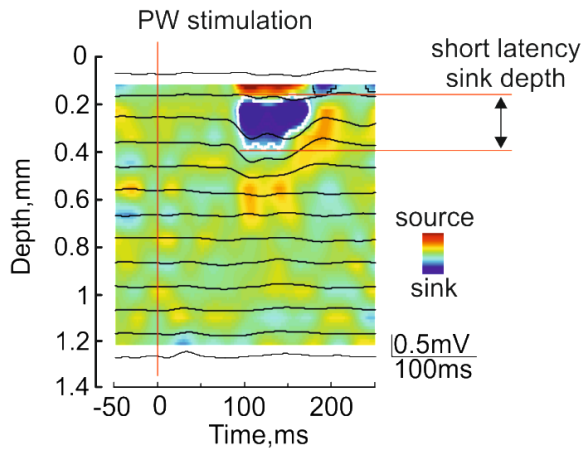 PW stimulation
short latency
sink depth
0
0.2
0.4
0.6
0.8
1
1.2
1.4
Depth,mm
-50 0 100 200
Time,ms
source
sink
0.5mV
100ms